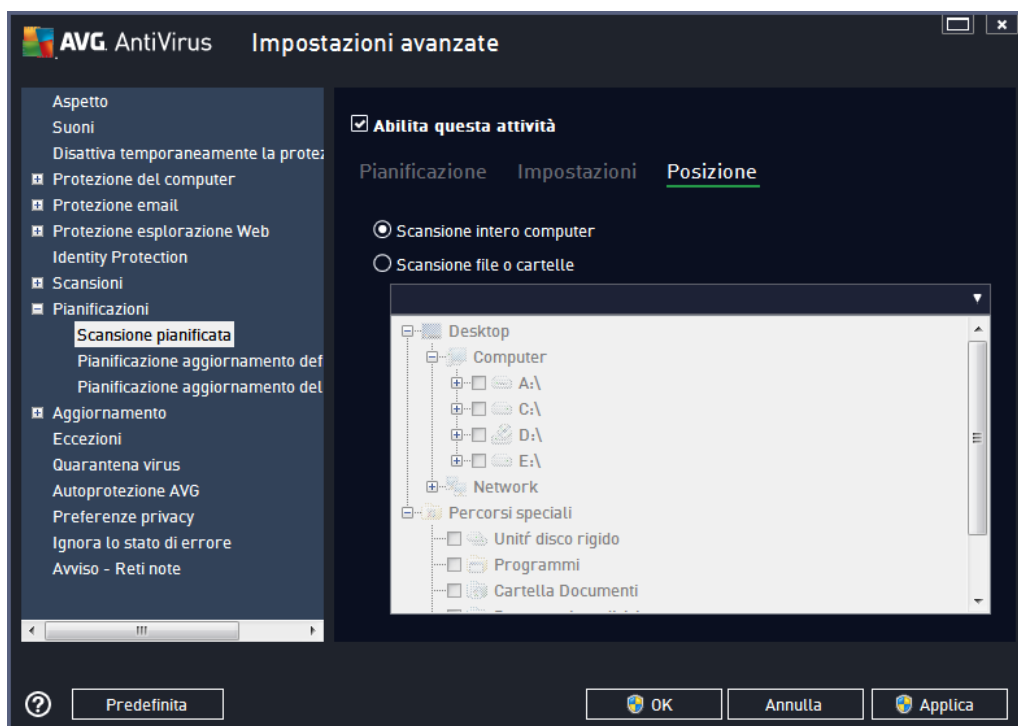 AVG. AntiVirus Impostazioni avanzate
Aspetto
Suoni
Disattiva temporaneamente la protez
Protezione del computer
Protezione email
Protezione esplorazione Web
Identity Protection
Scansioni
Pianificazioni
Scansione pianificata
Pianificazione aggiornamento def
Pianificazione aggiornamento del
Aggiornamento
Eccezioni
Quarantena virus
Autoprotezione AVG
Preferenze privacy
Ignora lo stato di errore
Avviso - Reti note
Abilita questa attività
Pianificazione Impostazioni Posizione
Scansione intero computer
Scansione file o cartelle
Desktop
Computer
A:\
C:\
D:\
E:\
Network
Percorsi speciali
Unitŕ disco rigido
Programmi
Cartella Documenti
Predefinita OK Annulla Applica